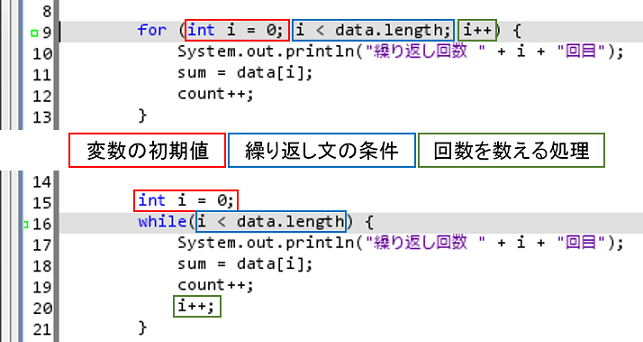 8
9 for (int i = 0; i < data.length; i++) {
10 System.out.println("繰り返し回数 " + i + "回目");
11 sum = data[i];
12 count++;
13 }
変数の初期値 繰り返し文の条件 回数を数える処理
14
15 int i = 0;
16 while(i < data.length) {
17 System.out.println("繰り返し回数 " + i + "回目");
18 sum = data[i];
19 count++;
20 i++;
21 }